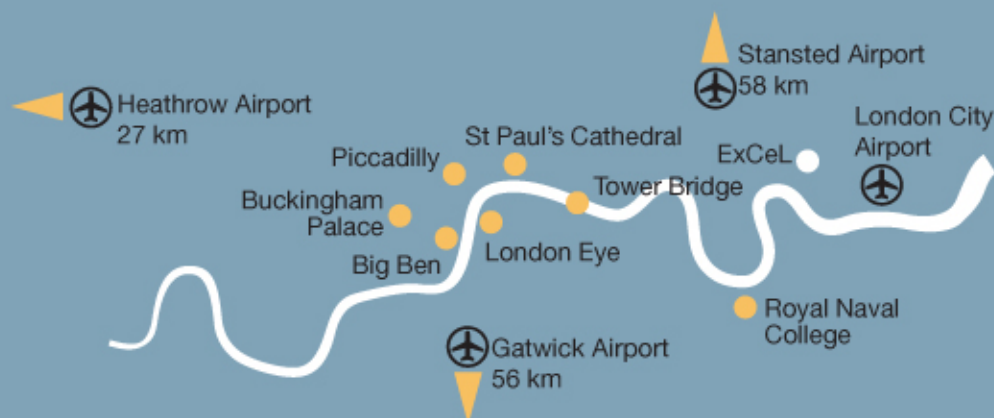 Stansted Airport
58 km
Heathrow Airport
27 km
London City
Airport
St Paul's Cathedral
Piccadilly
ExCeL
Tower Bridge
Buckingham
Palace
Big Ben
London Eye
Royal Naval
College
Gatwick Airport
56 km